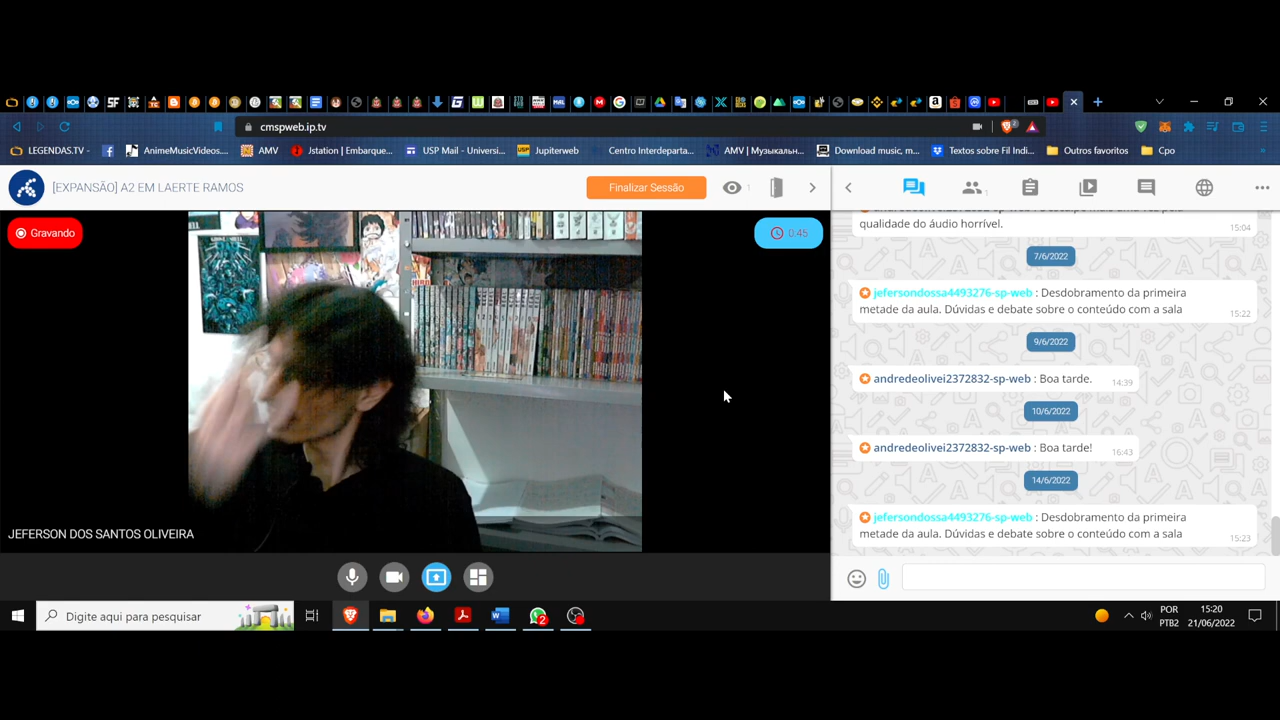 cmspweb.ip.tv
2
LEGENDAS.TV
AnimeMusicVideos...
AMV
Jstation | Embarque...
USP Mail - Universi...
Jupiterweb
Centro Interdeparta...
AMV | Музыкальн...
Download music, m...
Textos sobre Fil Indi...
Outros favoritos
Cpo
[EXPANSÃO] A2 EM LAERTE RAMOS
Finalizar Sessão
1
1
Gravando
0:45
JEFERSON DOS SANTOS OLIVEIRA
qualidade do áudio horrível.
15:04
7/6/2022
jefersondossa4493276-sp-web : Desdobramento da primeira
metade da aula. Dúvidas e debate sobre o conteúdo com a sala
15:22
9/6/2022
andredeolivei2372832-sp-web : Boa tarde.
14:39
10/6/2022
andredeolivei2372832-sp-web : Boa tarde!
16:43
14/6/2022
jefersondossa4493276-sp-web : Desdobramento da primeira
metade da aula. Dúvidas e debate sobre o conteúdo com a sala
15:23
Digite aqui para pesquisar
2
POR
PTB2
15:20
21/06/2022